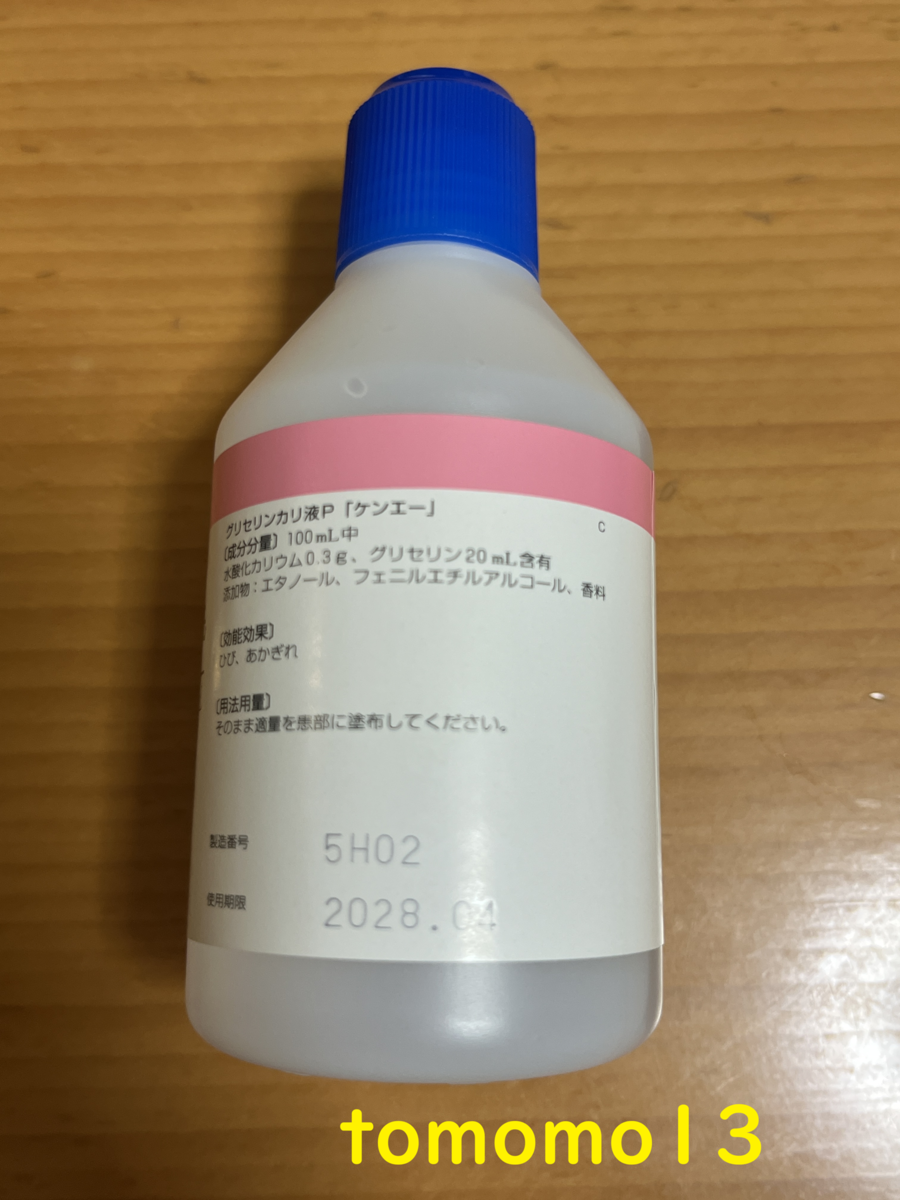 グリセリンカリ液P「ケンエー」
C
〔成分分量〕100mL中
水酸化カリウム0.3g、グリセリン20mL含有
添加物：エタノール、フェニルエチルアルコール、香料
〔効能効果〕
ひび、あかぎれ
〔用法用量〕
そのまま適量を患部に塗布してください。
製造番号 5H02
使用期限 2028.04
tomomo13